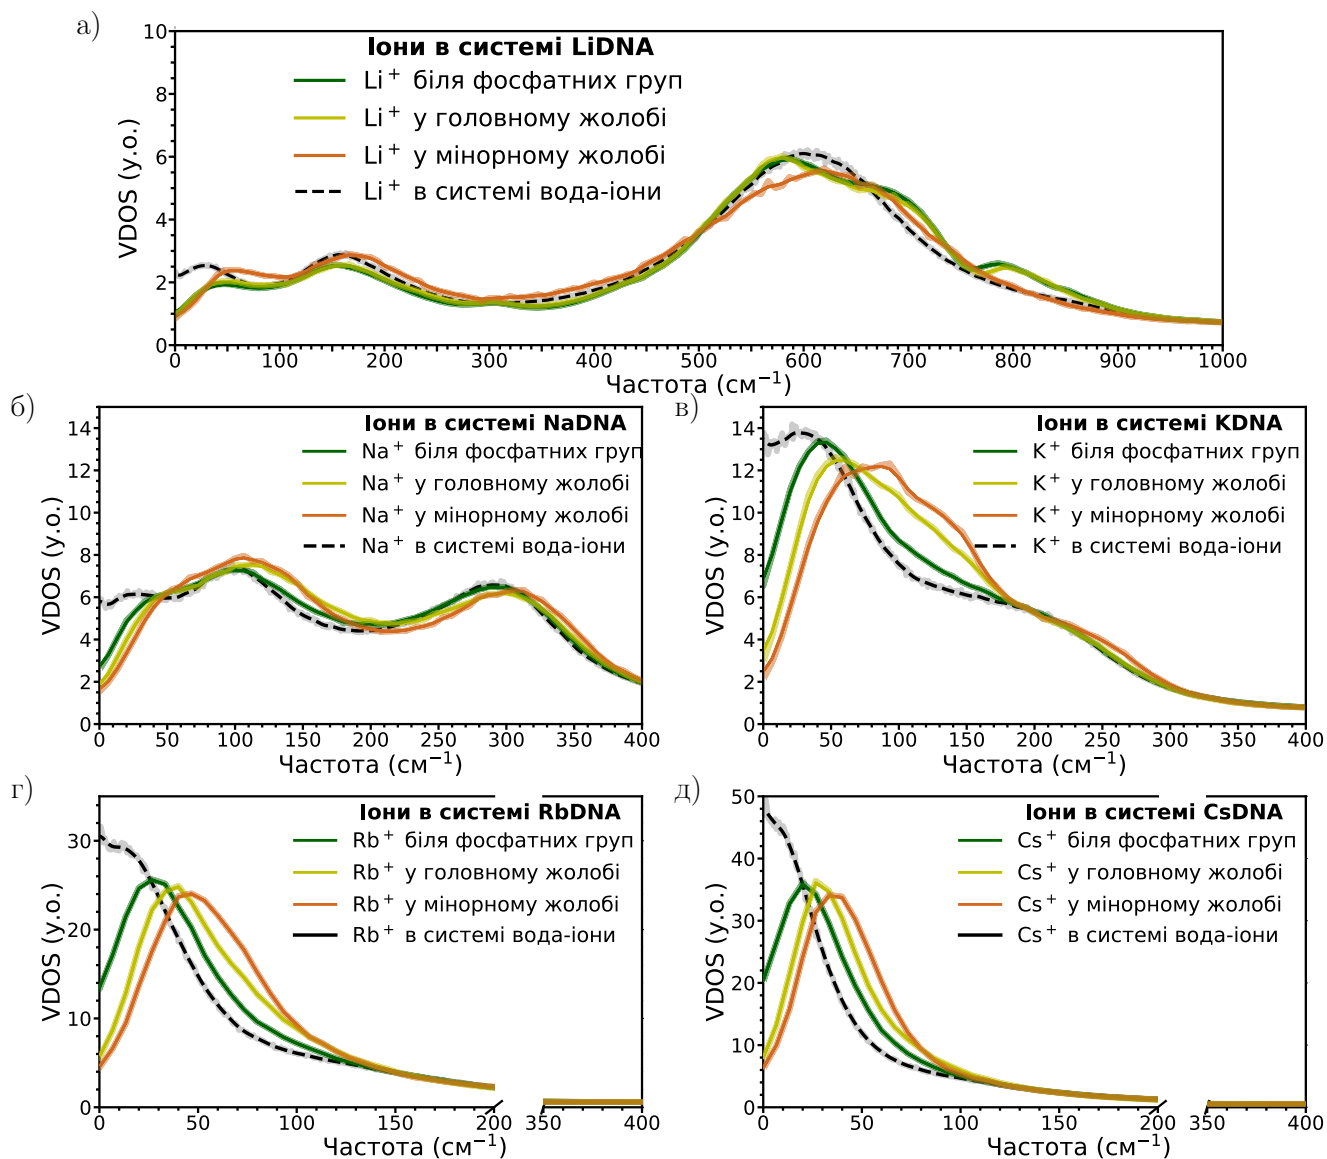 а)
Іони в системі LiDNA
Li⁺ біля фосфатних груп
Li⁺ у головному жолобі
Li⁺ у мінорному жолобі
Li⁺ в системі вода-іони
VDOS (у.о.)
10
8
6
4
2
0
0 100 200 300 400 500 600 700 800 900 1000
Частота (см⁻¹)
б)
Іони в системі NaDNA
Na⁺ біля фосфатних груп
Na⁺ у головному жолобі
Na⁺ у мінорному жолобі
Na⁺ в системі вода-іони
VDOS (у.о.)
14
12
10
8
6
4
2
0
0 50 100 150 200 250 300 350 400
Частота (см⁻¹)
в)
Іони в системі KDNA
K⁺ біля фосфатних груп
K⁺ у головному жолобі
K⁺ у мінорному жолобі
K⁺ в системі вода-іони
VDOS (у.о.)
14
12
10
8
6
4
2
0
0 50 100 150 200 250 300 350 400
Частота (см⁻¹)
г)
Іони в системі RbDNA
Rb⁺ біля фосфатних груп
Rb⁺ у головному жолобі
Rb⁺ у мінорному жолобі
Rb⁺ в системі вода-іони
VDOS (у.о.)
30
20
10
0
0 50 100 150 200 350 400
Частота (см⁻¹)
д)
Іони в системі CsDNA
Cs⁺ біля фосфатних груп
Cs⁺ у головному жолобі
Cs⁺ у мінорному жолобі
Cs⁺ в системі вода-іони
VDOS (у.о.)
50
40
30
20
10
0
0 50 100 150 200 350 400
Частота (см⁻¹)